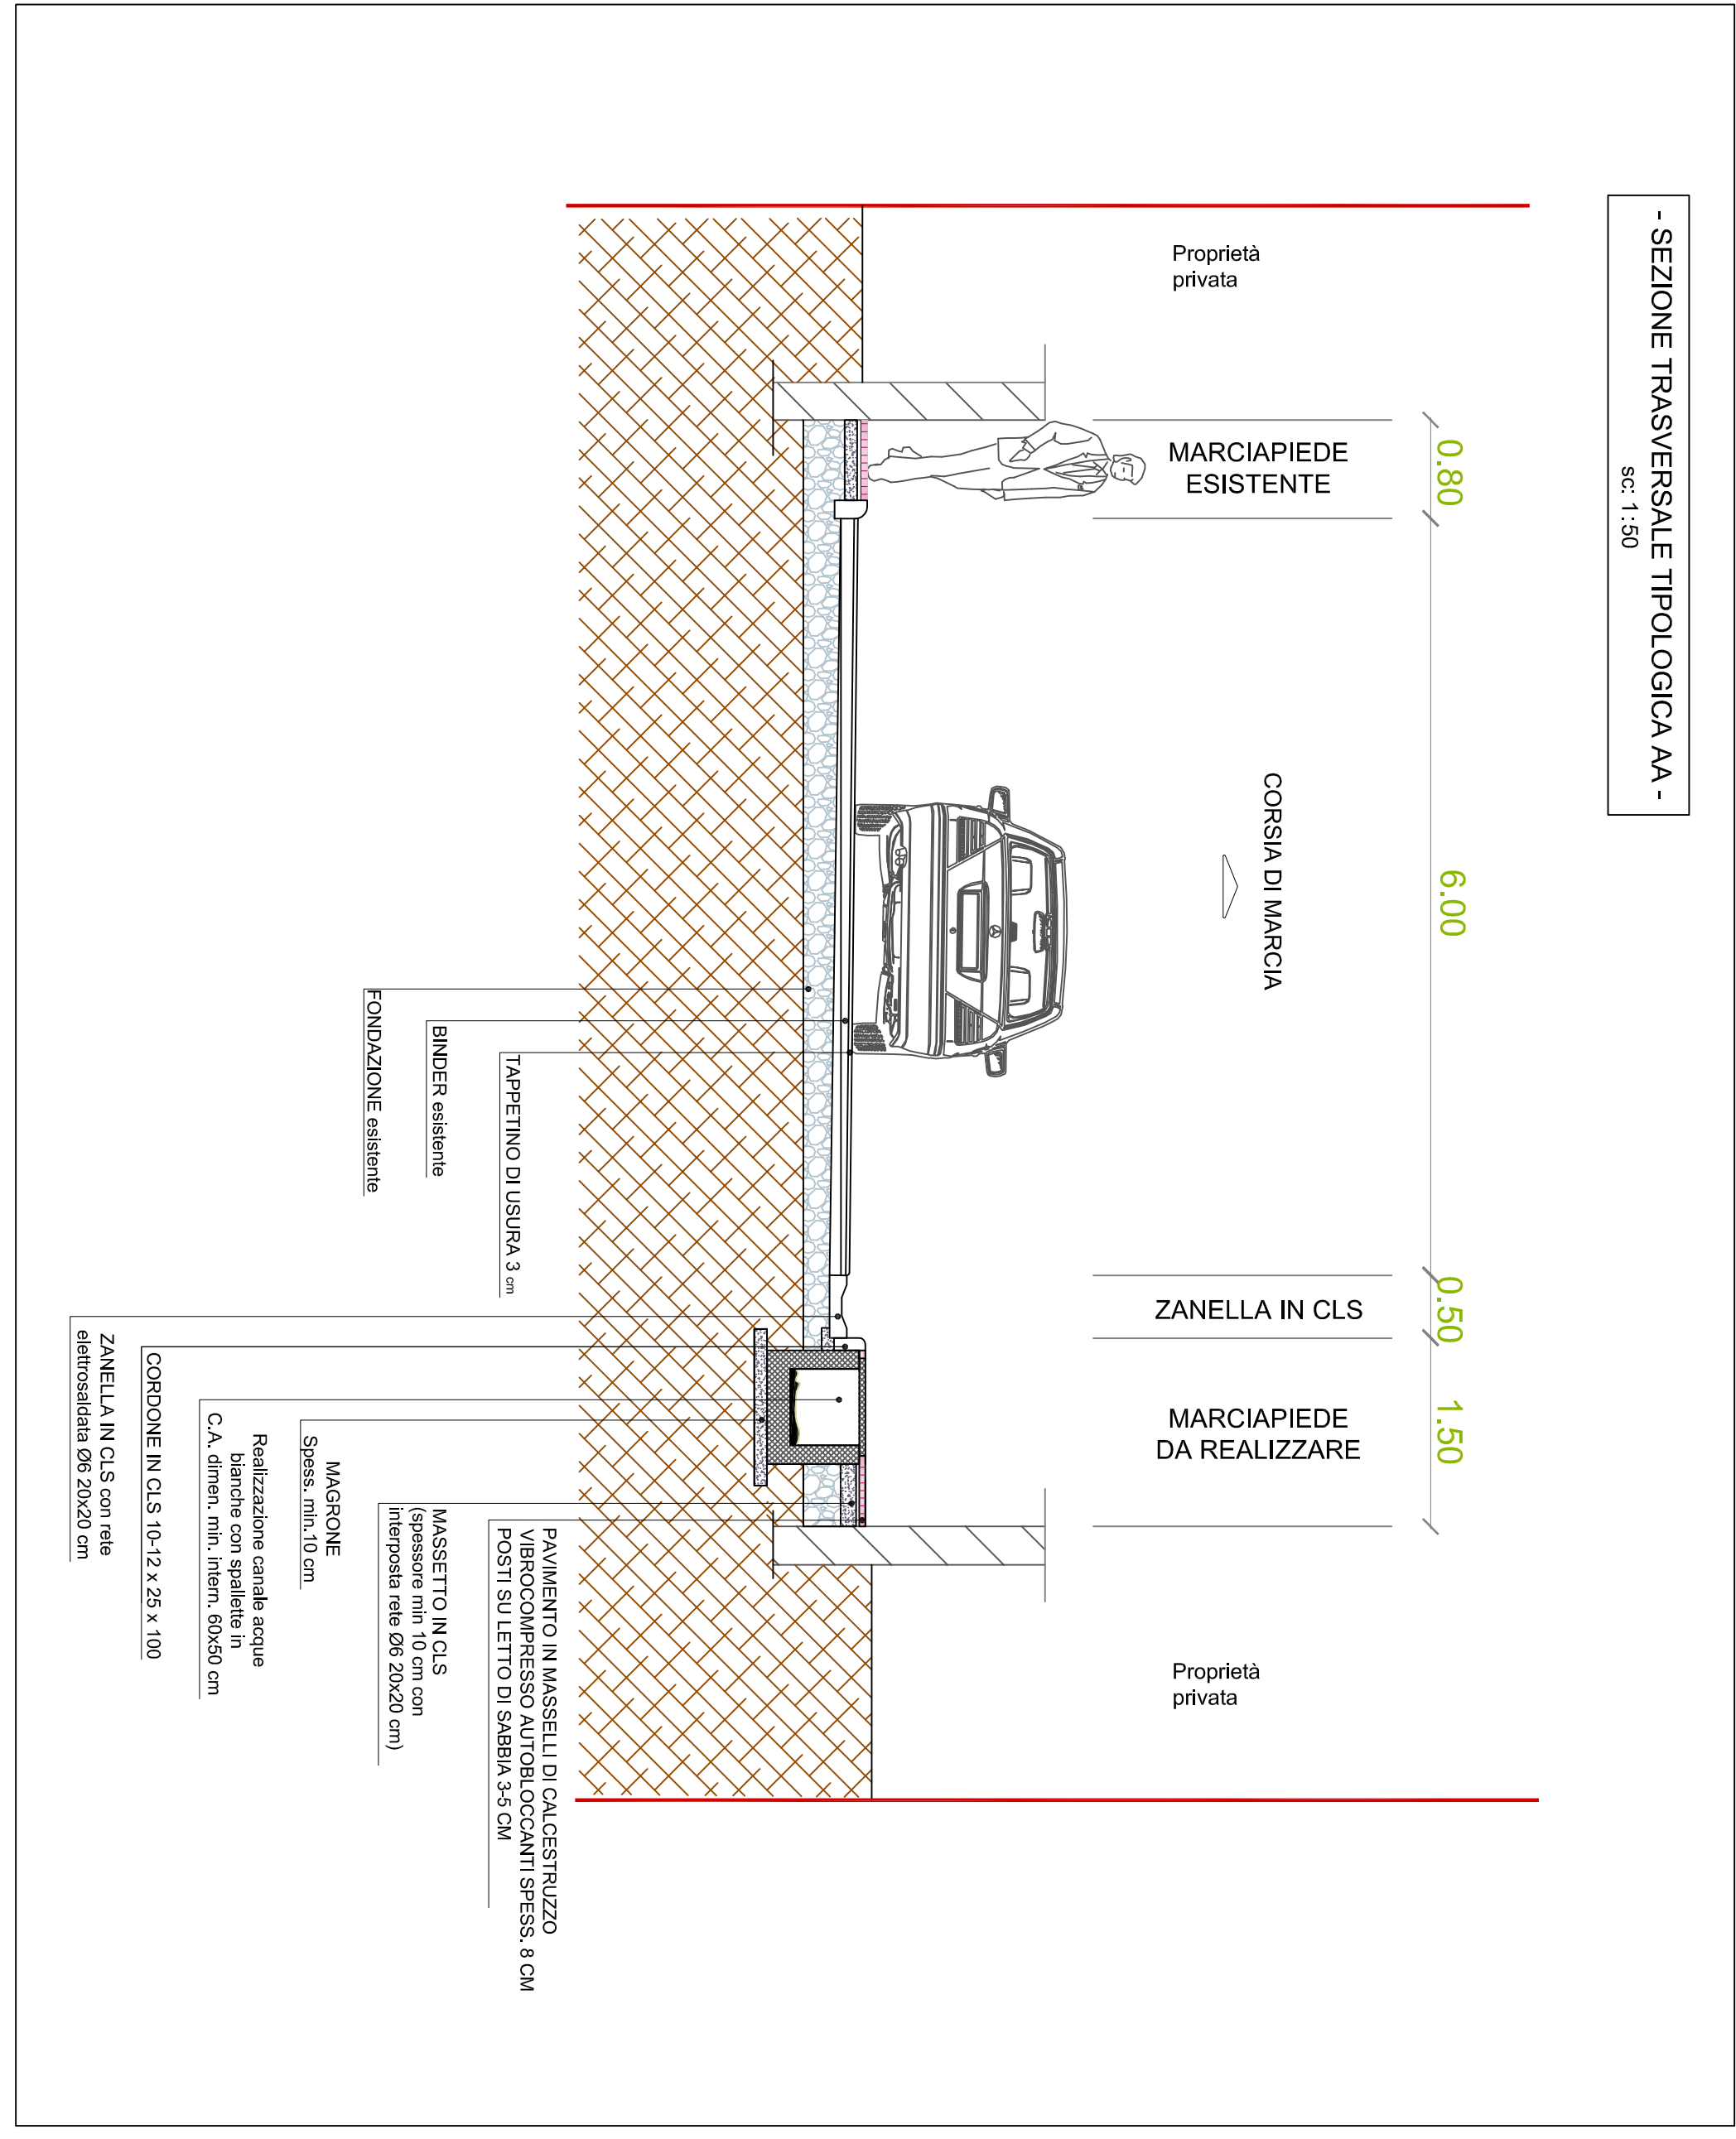 - SEZIONE TRASVERSALE TIPOLOGICA AA -
sc: 1:50
0.80
6.00
0.50
1.50
Proprietà
privata
MARCIAPIEDE
ESISTENTE
CORSIA DI MARCIA
ZANELLA IN CLS
MARCIAPIEDE
DA REALIZZARE
Proprietà
privata
FONDAZIONE esistente
BINDER esistente
TAPPETINO DI USURA 3 cm
ZANELLA IN CLS con rete
elettrosaldata Ø6 20x20 cm
CORDONE IN CLS 10-12 x 25 x 100
Realizzazione canale acque
bianche con spallette in
C.A. dimen. min. intern. 60x50 cm
MAGRONE
Spess. min.10 cm
MASSETTO IN CLS
(spessore min 10 cm con
interposta rete Ø6 20x20 cm)
PAVIMENTO IN MASSELLI DI CALCESTRUZZO
VIBROCOMPRESSO AUTOBLOCCANTI SPESS. 8 CM
POSTI SU LETTO DI SABBIA 3-5 CM